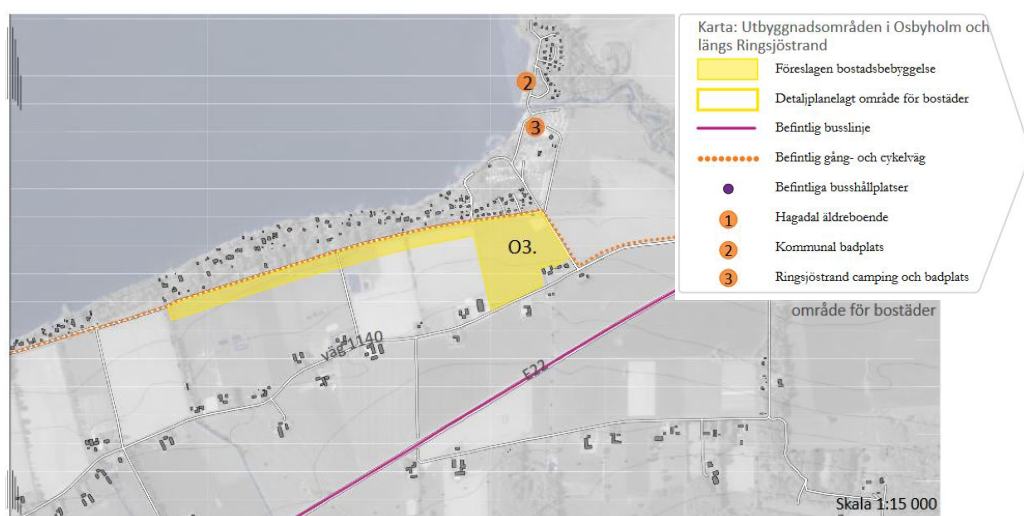 Karta: Utbyggnadsområden i Osbyholm och
längs Ringsjöstrand
Föreslagen bostadsbebyggelse
Detaljplanelagt område för bostäder
Befintlig busslinje
Befintlig gång- och cykelväg
Befintliga busshållplatser
1 Hagadal äldreboende
2 Kommunal badplats
3 Ringsjöstrand camping och badplats
område för bostäder
2
3
O3.
väg 1140
E22
Skala 1:15 000